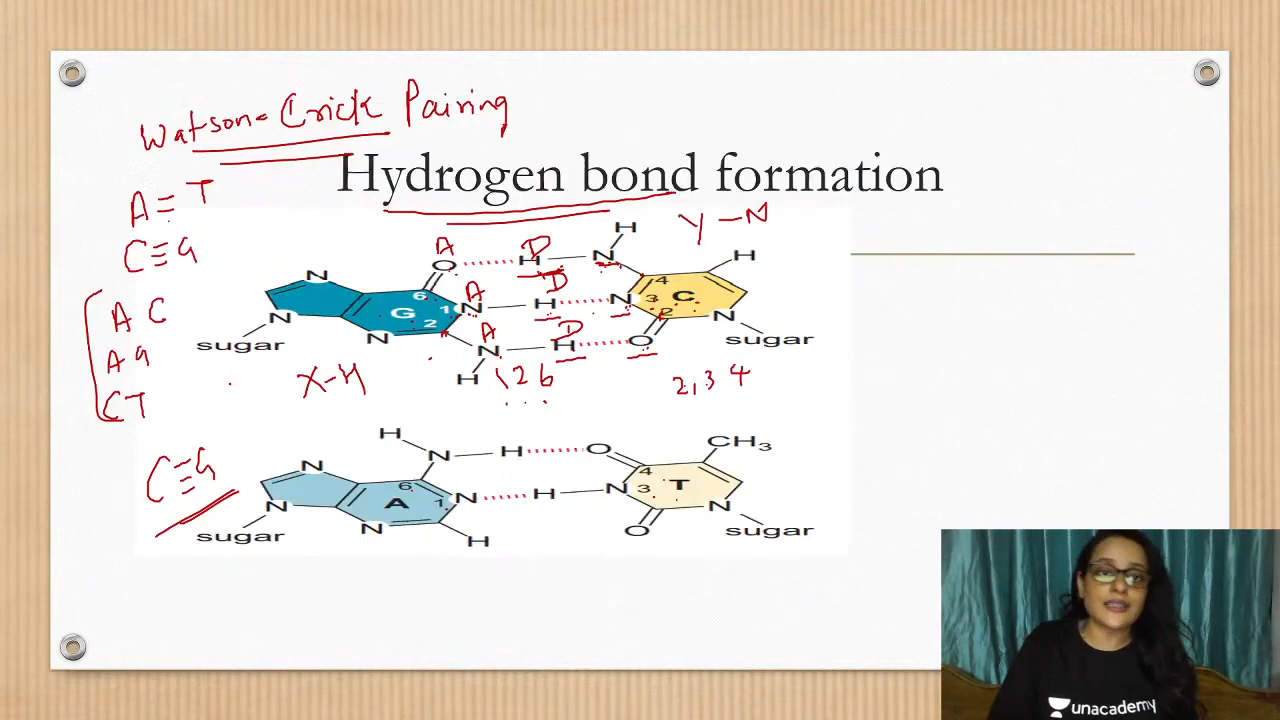 Watson-Crick Pairing
Hydrogen bond formation
A = T
C ≡ G
A C
A G
CT
C ≡ G
X-H
Y-N
A D
D
A
A D
1 2 6
2, 3 4
H
O H N H
N 6 4
G 1 N H N 3 C
2 2
N N N
sugar N H O sugar
H
H CH3
N H O
N 6 4
A 1 N H N 3 T
N N N
sugar H O sugar
unacademy